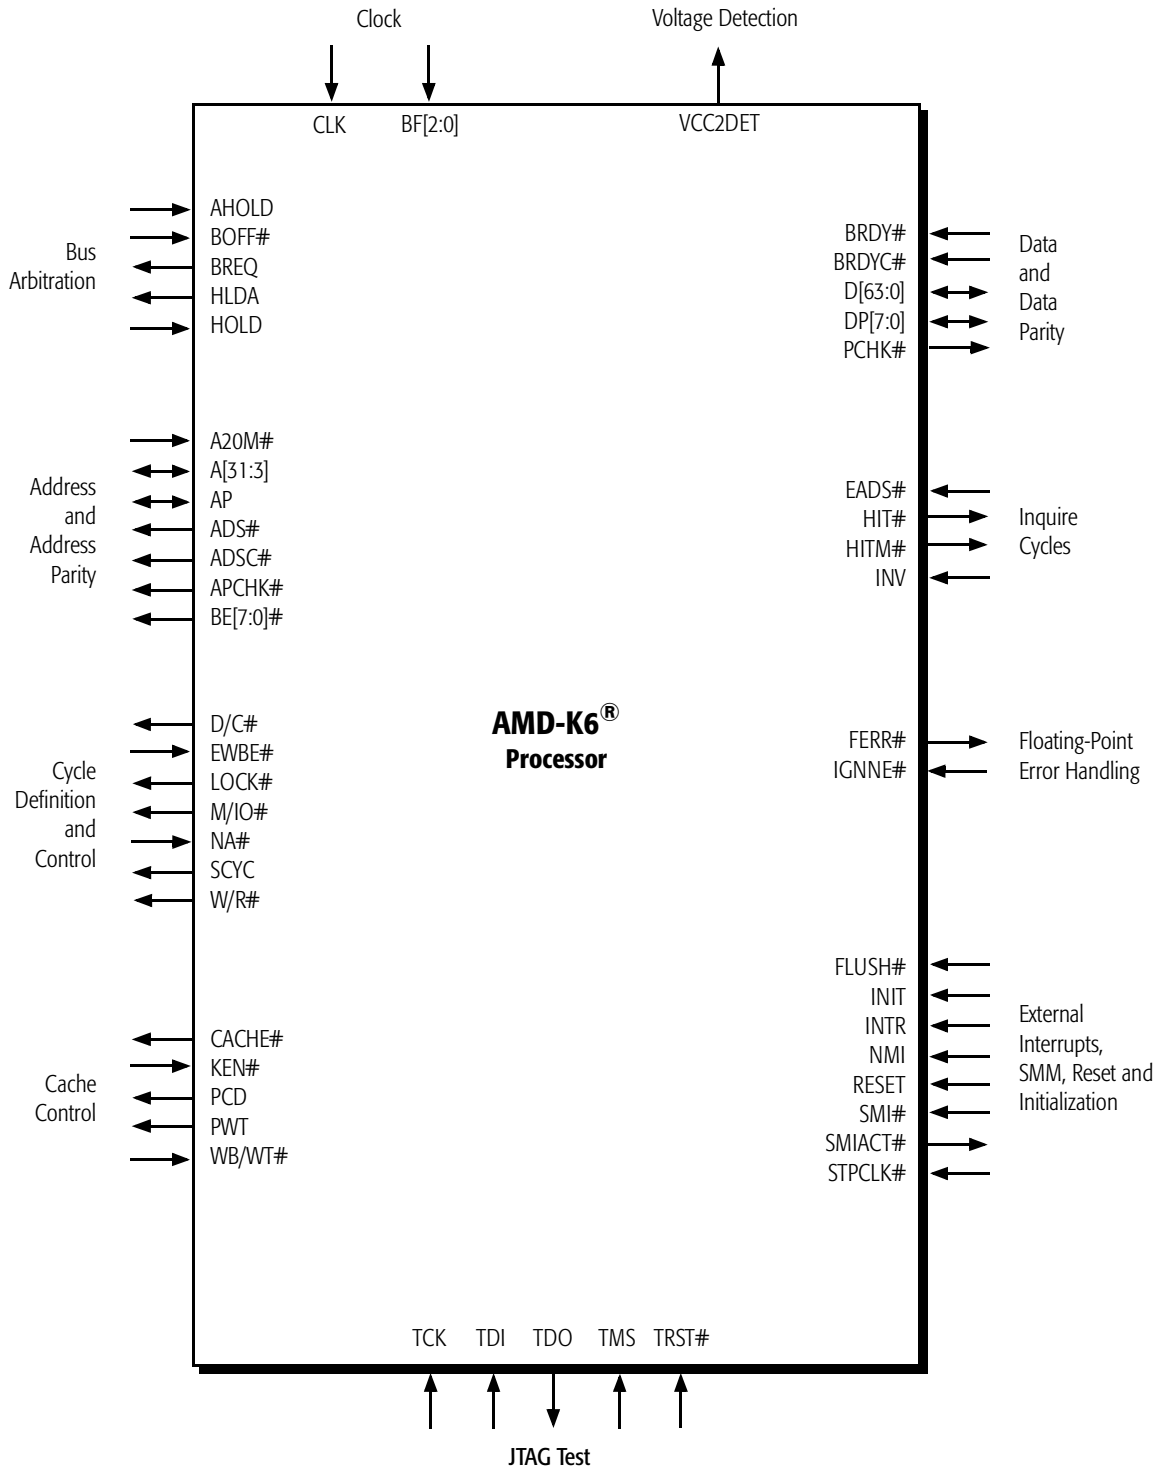 Clock
Voltage Detection
CLK
BF[2:0]
VCC2DET
Bus
Arbitration
AHOLD
BOFF#
BREQ
HLDA
HOLD
BRDY#
BRDYC#
D[63:0]
DP[7:0]
PCHK#
Data
and
Data
Parity
Address
and
Address
Parity
A20M#
A[31:3]
AP
ADS#
ADSC#
APCHK#
BE[7:0]#
EADS#
HIT#
HITM#
INV
Inquire
Cycles
Cycle
Definition
and
Control
D/C#
EWBE#
LOCK#
M/IO#
NA#
SCYC
W/R#
AMD-K6®
Processor
FERR#
IGNNE#
Floating-Point
Error Handling
Cache
Control
CACHE#
KEN#
PCD
PWT
WB/WT#
FLUSH#
INIT
INTR
NMI
RESET
SMI#
SMIACT#
STPCLK#
External
Interrupts,
SMM, Reset and
Initialization
TCK
TDI
TDO
TMS
TRST#
JTAG Test